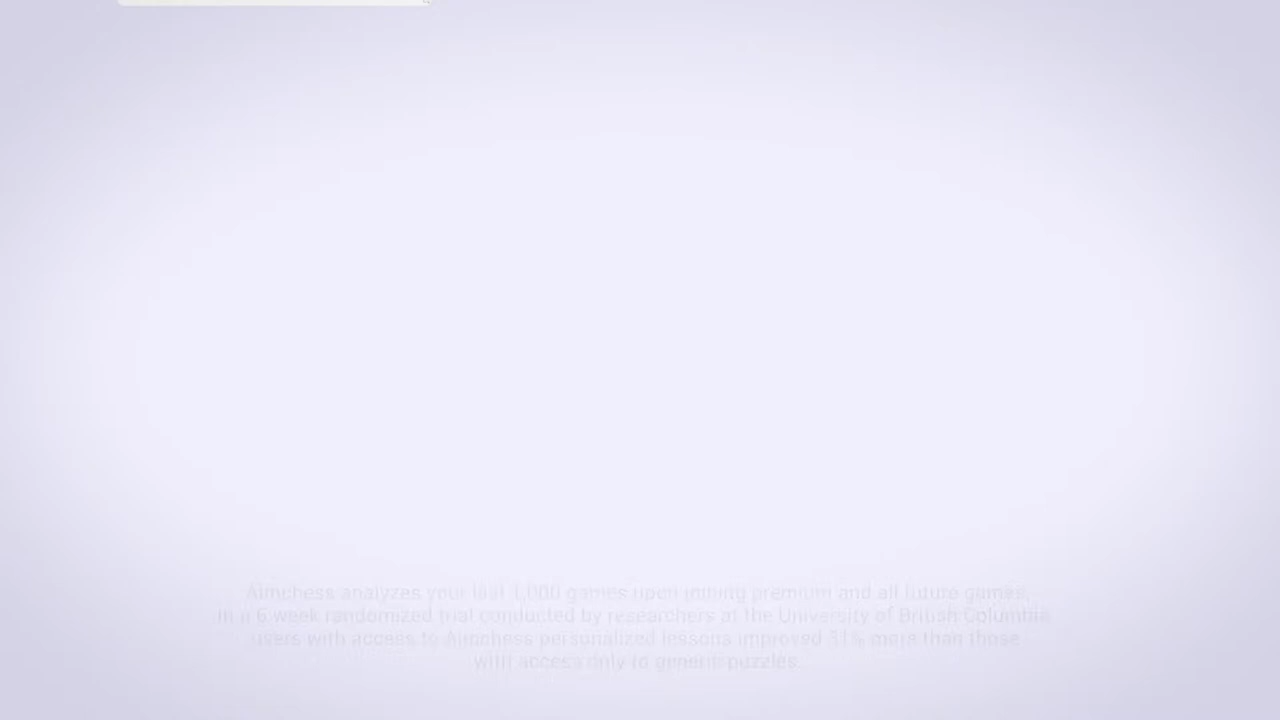 Aimchess analyzes your last 1,000 games upon joining premium and all future games.
In a 6 week randomized trial conducted by researchers at the University of British Columbia
users with access to Aimchess personalized lessons improved 31% more than those
with access only to generic puzzles.